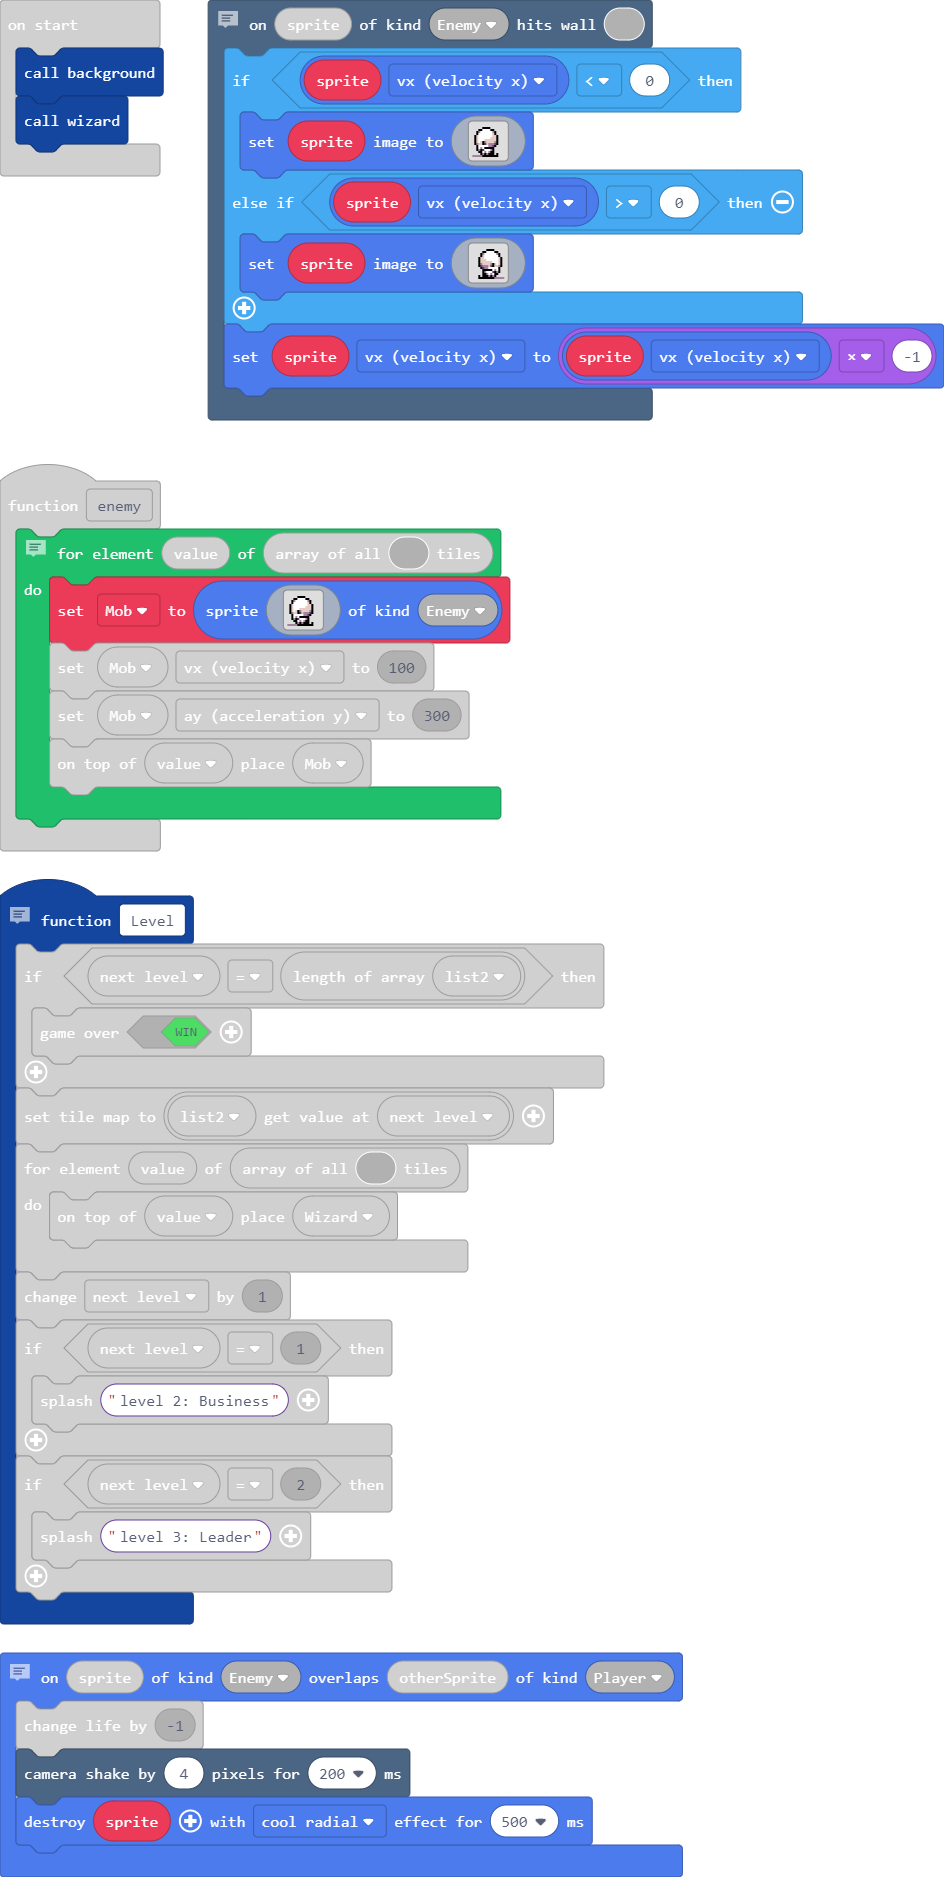 on start
call background
call wizard
on sprite of kind Enemy hits wall
if sprite vx (velocity x) < 0 then
set sprite image to
else if sprite vx (velocity x) > 0 then
set sprite image to
set sprite vx (velocity x) to sprite vx (velocity x) × -1
function enemy
for element value of array of all tiles
do
set Mob to sprite of kind Enemy
set Mob vx (velocity x) to 100
set Mob ay (acceleration y) to 300
on top of value place Mob
function Level
if next level = length of array list2 then
game over WIN
set tile map to list2 get value at next level
for element value of array of all tiles
do
on top of value place Wizard
change next level by 1
if next level = 1 then
splash "level 2: Business"
if next level = 2 then
splash "level 3: Leader"
on sprite of kind Enemy overlaps otherSprite of kind Player
change life by -1
camera shake by 4 pixels for 200 ms
destroy sprite with cool radial effect for 500 ms